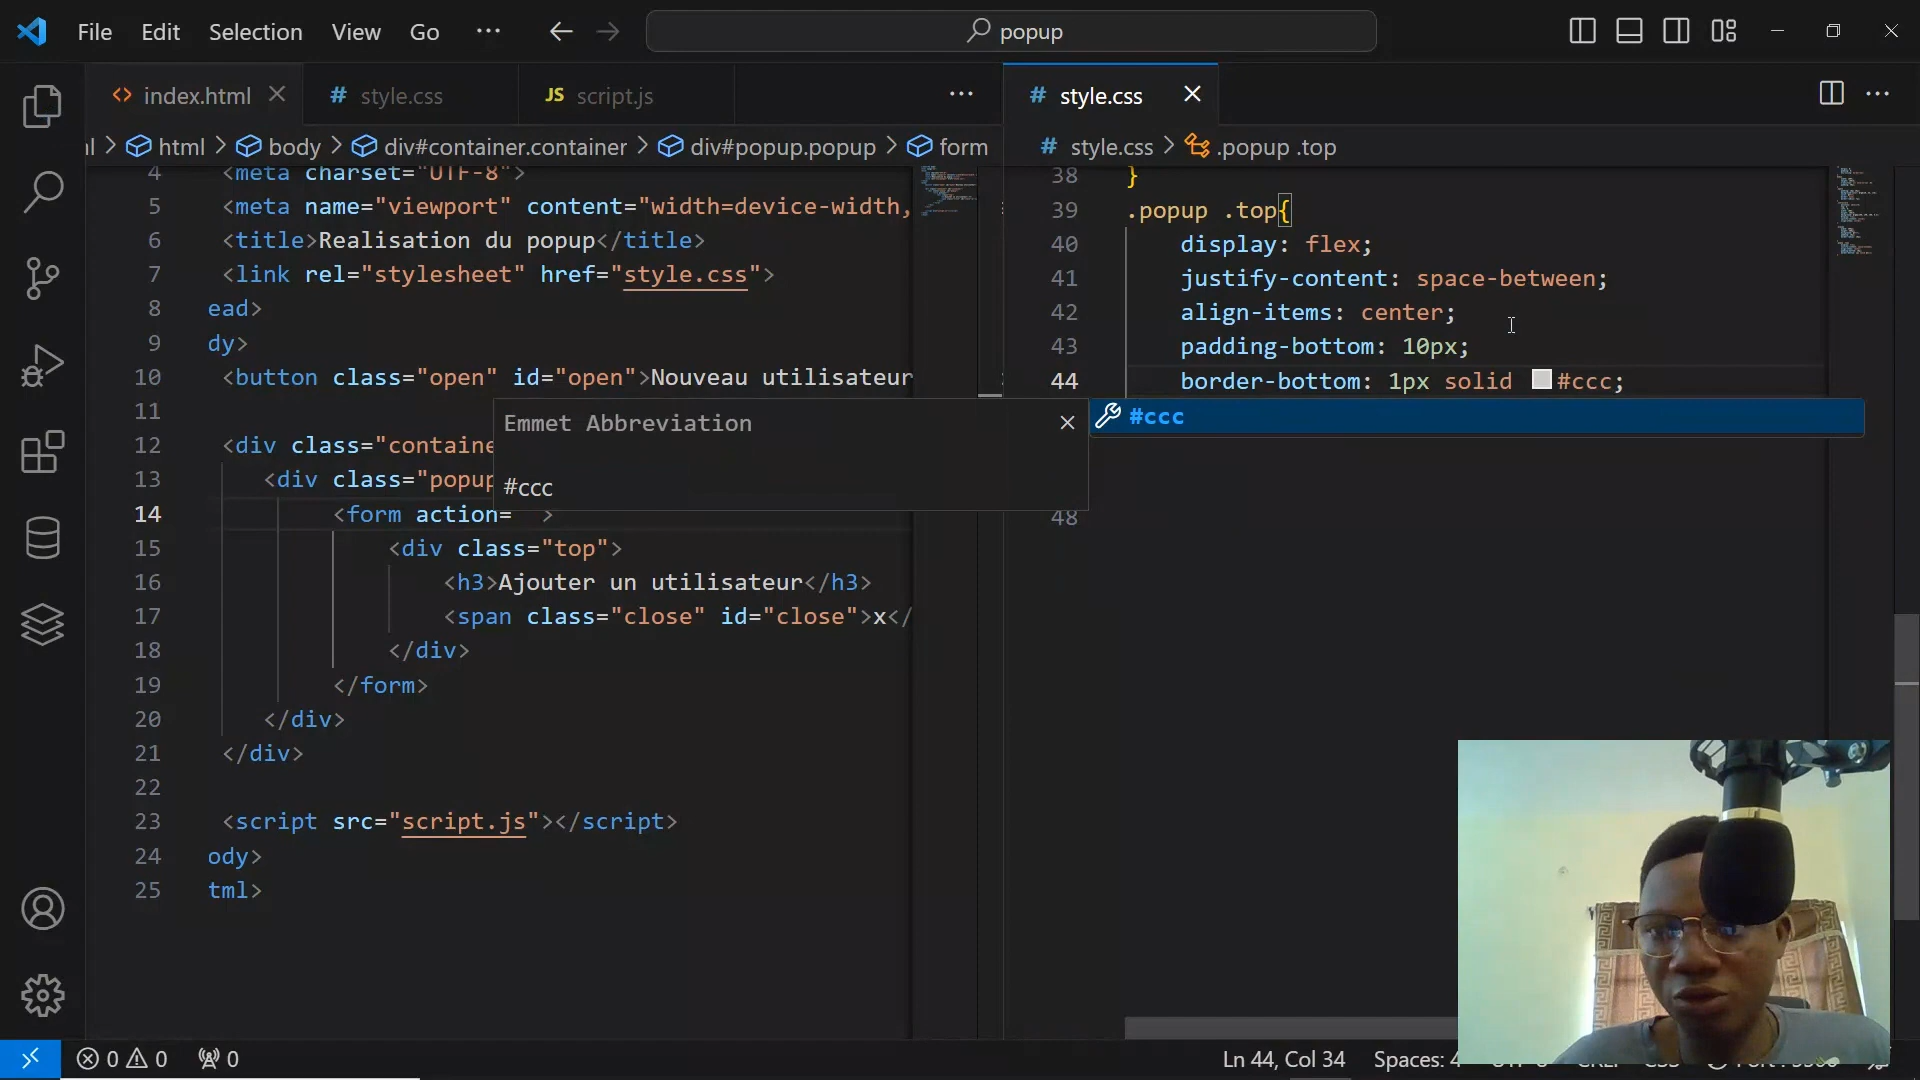 File Edit Selection View Go ··· popup
index.html style.css JS script.js ···
html > body > div#container.container > div#popup.popup > form
4 <meta charset="UTF-8">
5 <meta name="viewport" content="width=device-width,
6 <title>Realisation du popup</title>
7 <link rel="stylesheet" href="style.css">
8 ead>
9 dy>
10 <button class="open" id="open">Nouveau utilisateur
11
12 <div class="containe
13 <div class="popup
14 <form action= >
15 <div class="top">
16 <h3>Ajouter un utilisateur</h3>
17 <span class="close" id="close">x</
18 </div>
19 </form>
20 </div>
21 </div>
22
23 <script src="script.js"></script>
24 ody>
25 tml>
Emmet Abbreviation
#ccc
# style.css ···
# style.css > .popup .top
38 }
39 .popup .top{
40 display: flex;
41 justify-content: space-between;
42 align-items: center;
43 padding-bottom: 10px;
44 border-bottom: 1px solid #ccc;
#ccc
48
0 0 0 Ln 44, Col 34 Spaces: 4